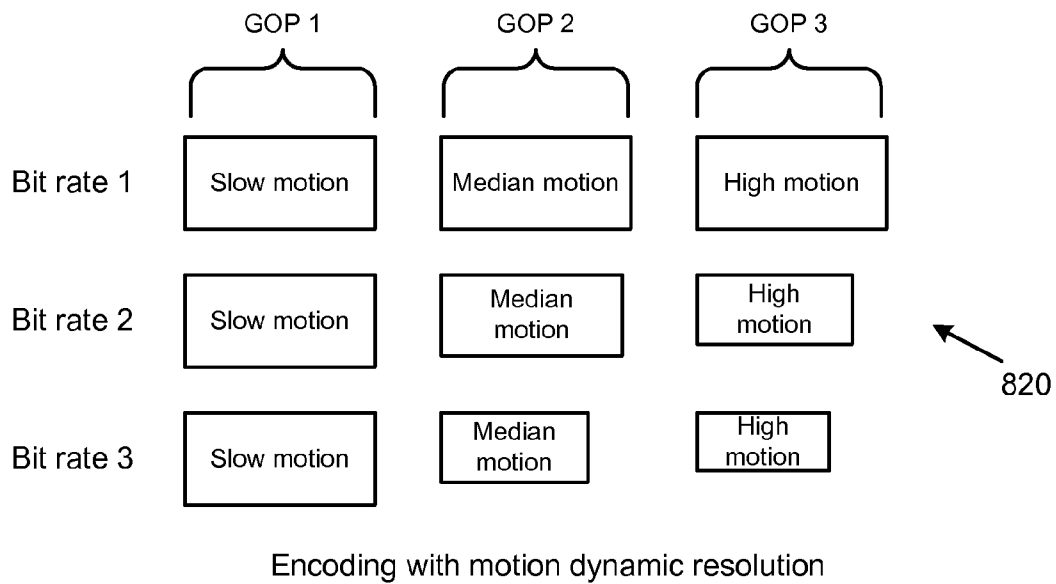 GOP 1 GOP 2 GOP 3
Bit rate 1 Slow motion Median motion High motion
Bit rate 2 Slow motion Median
motion High
motion
820
Bit rate 3 Slow motion Median
motion High
motion
Encoding with motion dynamic resolution